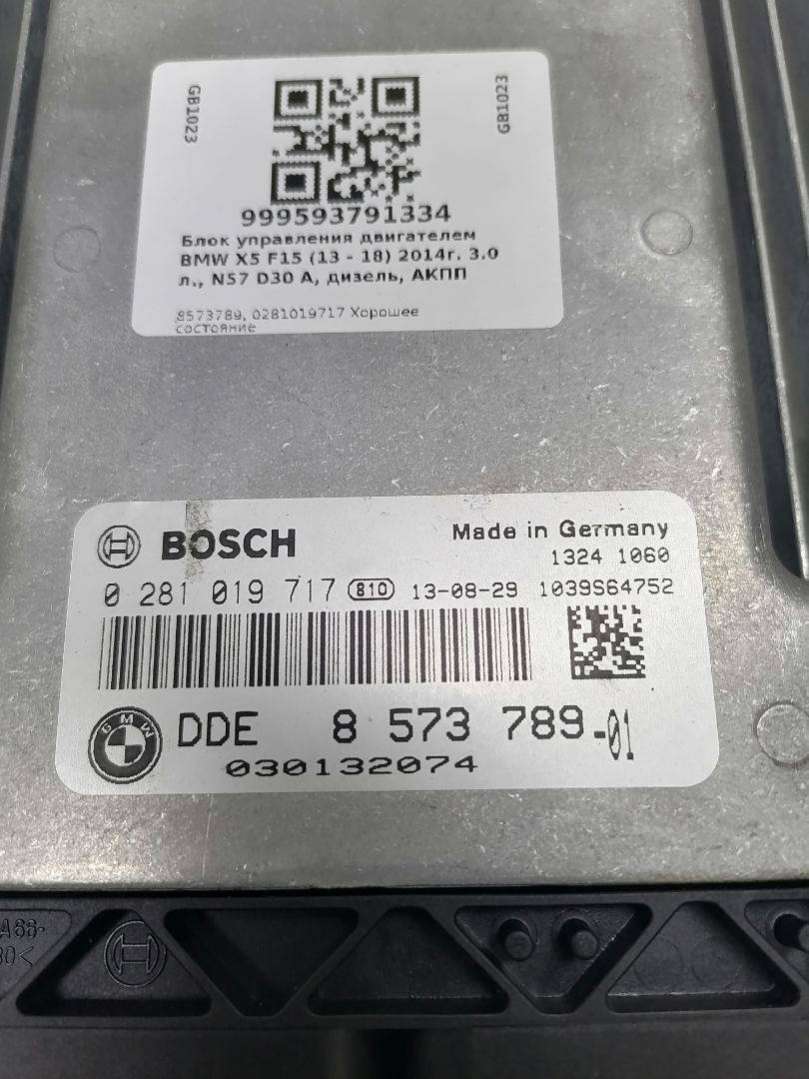 GB1023
GB1023
999593791334
Блок управления двигателем
BMW X5 F15 (13 - 18) 2014г. 3.0
л., N57 D30 A, дизель, АКПП
8573789, 0281019717 Хорошее
состояние
BOSCH
Made in Germany
1324 1060
0 281 019 717 810 13-08-29 1039S64752
BMW
DDE 8 573 789-01
030132074